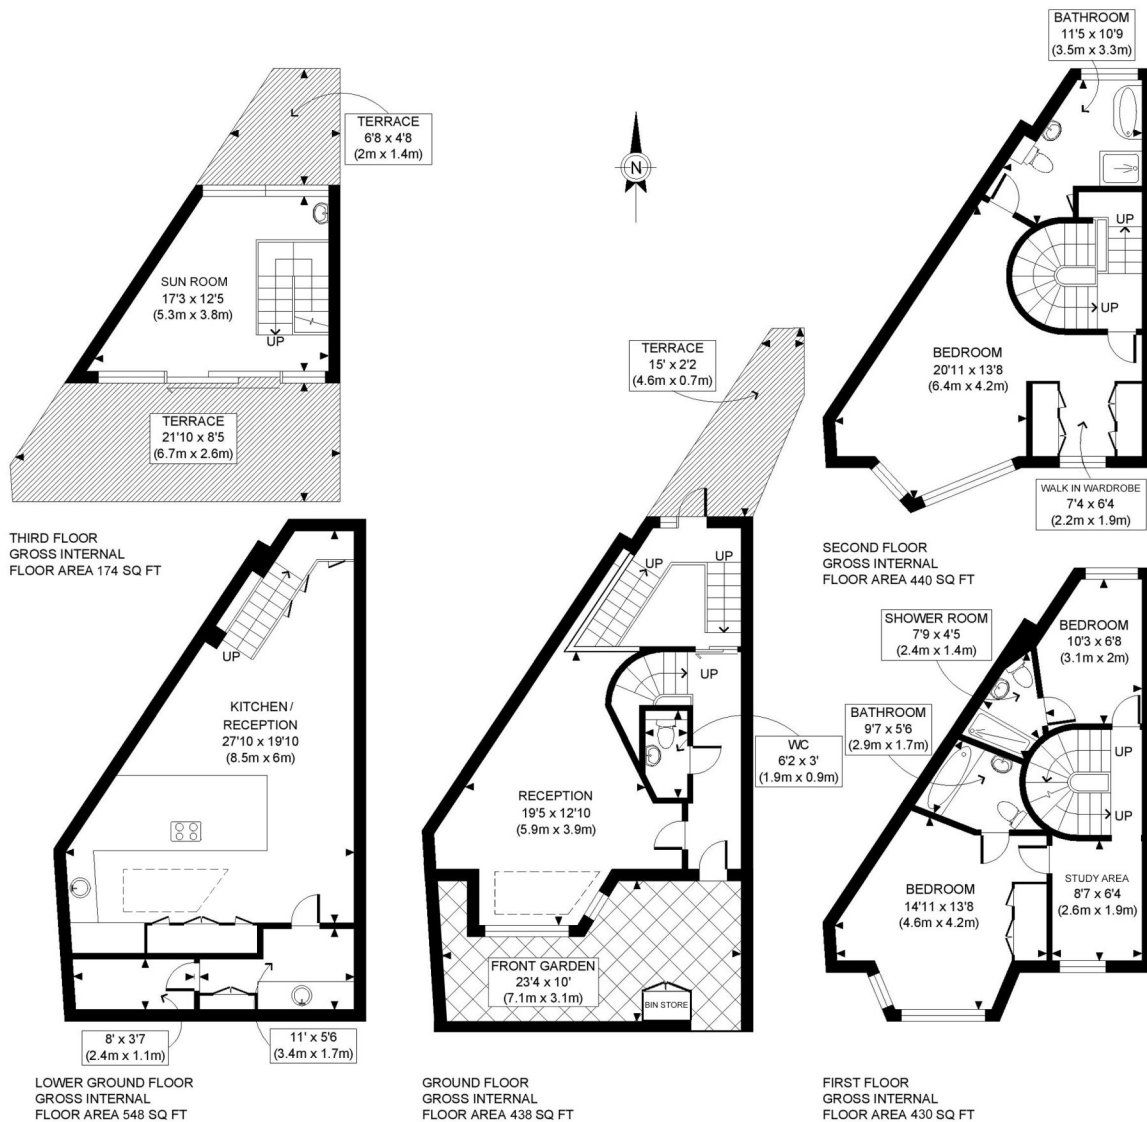 TERRACE
6'8 x 4'8
(2m x 1.4m)
SUN ROOM
17'3 x 12'5
(5.3m x 3.8m)
UP
TERRACE
21'10 x 8'5
(6.7m x 2.6m)
THIRD FLOOR
GROSS INTERNAL
FLOOR AREA 174 SQ FT
N
BATHROOM
11'5 x 10'9
(3.5m x 3.3m)
UP
UP
BEDROOM
20'11 x 13'8
(6.4m x 4.2m)
WALK IN WARDROBE
7'4 x 6'4
(2.2m x 1.9m)
SECOND FLOOR
GROSS INTERNAL
FLOOR AREA 440 SQ FT
UP
KITCHEN /
RECEPTION
27'10 x 19'10
(8.5m x 6m)
8' x 3'7
(2.4m x 1.1m)
11' x 5'6
(3.4m x 1.7m)
LOWER GROUND FLOOR
GROSS INTERNAL
FLOOR AREA 548 SQ FT
TERRACE
15' x 2'2
(4.6m x 0.7m)
UP
UP
UP
WC
6'2 x 3'
(1.9m x 0.9m)
RECEPTION
19'5 x 12'10
(5.9m x 3.9m)
FRONT GARDEN
23'4 x 10'
(7.1m x 3.1m)
BIN STORE
GROUND FLOOR
GROSS INTERNAL
FLOOR AREA 438 SQ FT
SHOWER ROOM
7'9 x 4'5
(2.4m x 1.4m)
BEDROOM
10'3 x 6'8
(3.1m x 2m)
BATHROOM
9'7 x 5'6
(2.9m x 1.7m)
UP
UP
BEDROOM
14'11 x 13'8
(4.6m x 4.2m)
STUDY AREA
8'7 x 6'4
(2.6m x 1.9m)
FIRST FLOOR
GROSS INTERNAL
FLOOR AREA 430 SQ FT